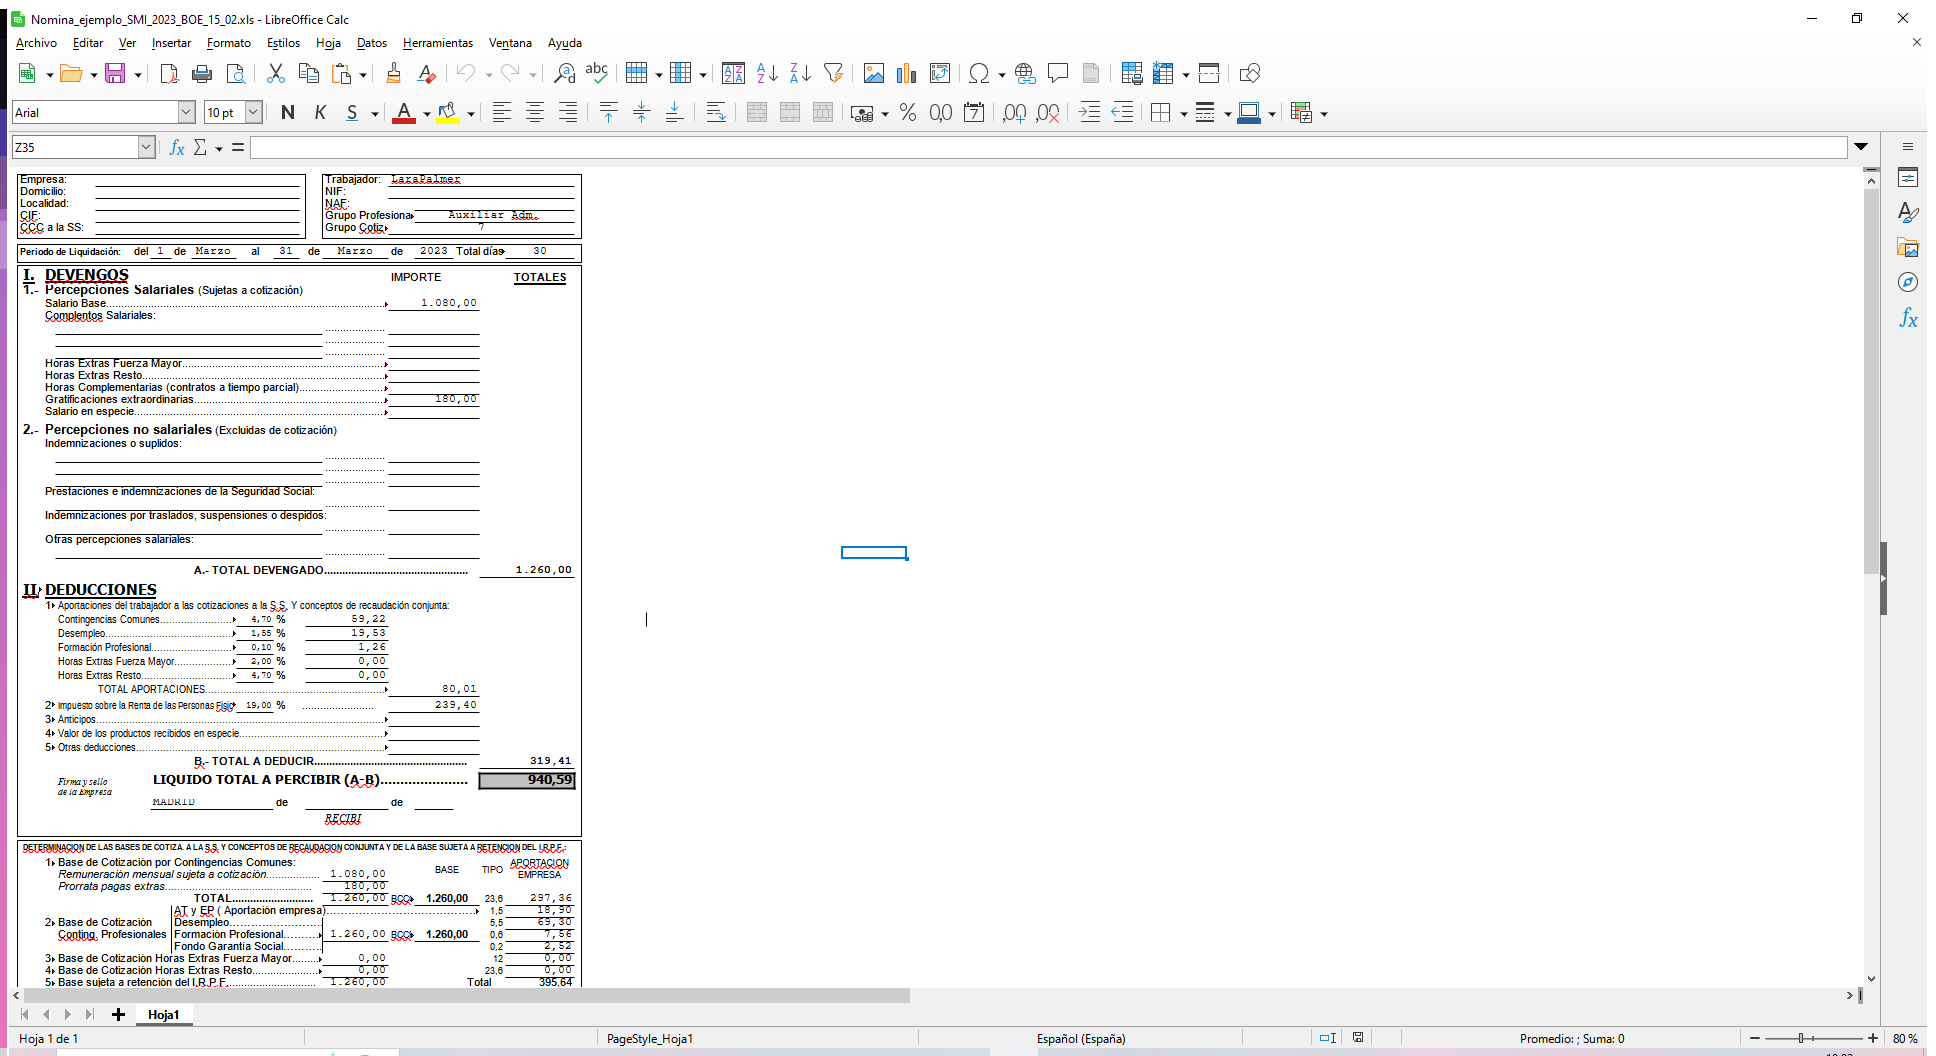 Nomina_ejemplo_SMI_2023_BOE_15_02.xls - LibreOffice Calc
Archivo Editar Ver Insertar Formato Estilos Hoja Datos Herramientas Ventana Ayuda
Arial 10 pt N K S
Z35
Empresa:
Domicilio:
Localidad:
CIF:
CCC a la SS:
Trabajador: LaraPalmer
NIF:
NAF:
Grupo Profesiona Auxiliar Adm.
Grupo Cotiz 7
Periodo de Liquidación: del 1 de Marzo al 31 de Marzo de 2023 Total días 30
I. DEVENGOS IMPORTE TOTALES
1.- Percepciones Salariales (Sujetas a cotización)
Salario Base 1.080,00
Complentos Salariales:
Horas Extras Fuerza Mayor
Horas Extras Resto
Horas Complementarias (contratos a tiempo parcial)
Gratificaciones extraordinarias 180,00
Salario en especie
2.- Percepciones no salariales (Excluidas de cotización)
Indemnizaciones o suplidos:
Prestaciones e indemnizaciones de la Seguridad Social:
Indemnizaciones por traslados, suspensiones o despidos:
Otras percepciones salariales:
A.- TOTAL DEVENGADO 1.260,00
II DEDUCCIONES
1 Aportaciones del trabajador a las cotizaciones a la S.S. Y conceptos de recaudación conjunta:
Contingencias Comunes 4,70 % 59,22
Desempleo 1,55 % 19,53
Formación Profesional 0,10 % 1,26
Horas Extras Fuerza Mayor 2,00 % 0,00
Horas Extras Resto 4,70 % 0,00
TOTAL APORTACIONES 80,01
2 Impuesto sobre la Renta de las Personas Físic 19,00 % 239,40
3 Anticipos
4 Valor de los productos recibidos en especie
5 Otras deducciones
B.- TOTAL A DEDUCIR 319,41
LIQUIDO TOTAL A PERCIBIR (A-B) 940,59
Firma y sello
de la Empresa
MADRID de de
RECIBI
DETERMINACION DE LAS BASES DE COTIZA. A LA S.S. Y CONCEPTOS DE RECAUDACION CONJUNTA Y DE LA BASE SUJETA A RETENCION DEL I.R.P.F.:
1 Base de Cotización por Contingencias Comunes: BASE TIPO APORTACION EMPRESA
Remuneración mensual sujeta a cotización 1.080,00
Prorrata pagas extras 180,00
TOTAL 1.260,00 BCC 1.260,00 23,6 297,36
AT y EP ( Aportación empresa) 1,5 18,90
2 Base de Cotización Desempleo 5,5 69,30
Conting. Profesionales Formación Profesional 1.260,00 BCC 1.260,00 0,6 7,56
Fondo Garantía Social 0,2 2,52
3 Base de Cotización Horas Extras Fuerza Mayor 0,00 12 0,00
4 Base de Cotización Horas Extras Resto 0,00 23,6 0,00
5 Base sujeta a retención del I.R.P.F. 1.260,00 Total 395,64
Hoja1
Hoja 1 de 1 PageStyle_Hoja1 Español (España) Promedio: ; Suma: 0 80 %